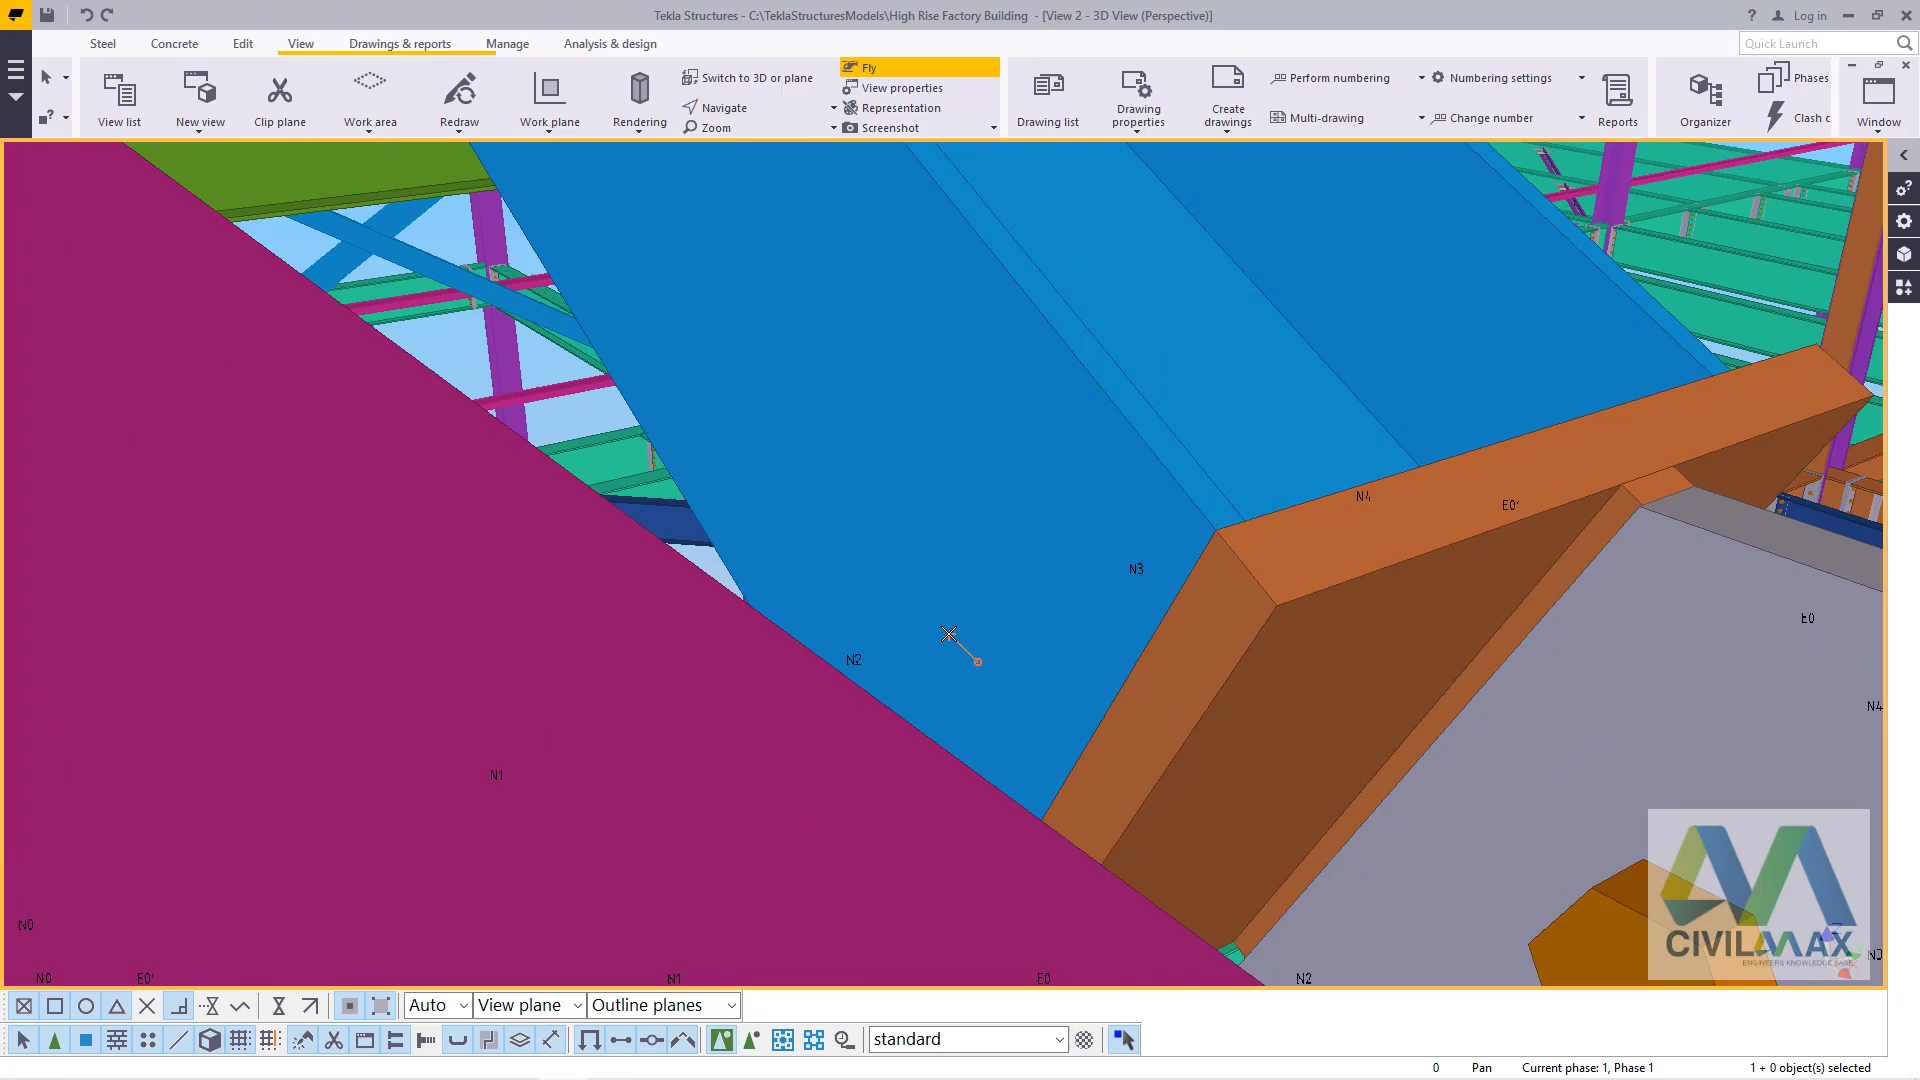 Tekla Structures - C:\TeklaStructuresModels\High Rise Factory Building - [View 2 - 3D View (Perspective)]
? Log in
Steel Concrete Edit View Drawings & reports Manage Analysis & design
Quick Launch
View list
New view
Clip plane
Work area
Redraw
Work plane
Rendering
Switch to 3D or plane
Navigate
Zoom
Fly
View properties
Representation
Screenshot
Drawing list
Drawing properties
Create drawings
Perform numbering
Multi-drawing
Numbering settings
Change number
Reports
Organizer
Phases
Clash c
Window
N4
E0'
N3
E0
N2
N4
N1
N0
N3
N0 E0' N1 E0 N2
CIVILMAX
ENGINEERS KNOWLEDGE BASE
Z
Auto View plane Outline planes
standard
0 Pan Current phase: 1, Phase 1 1 + 0 object(s) selected